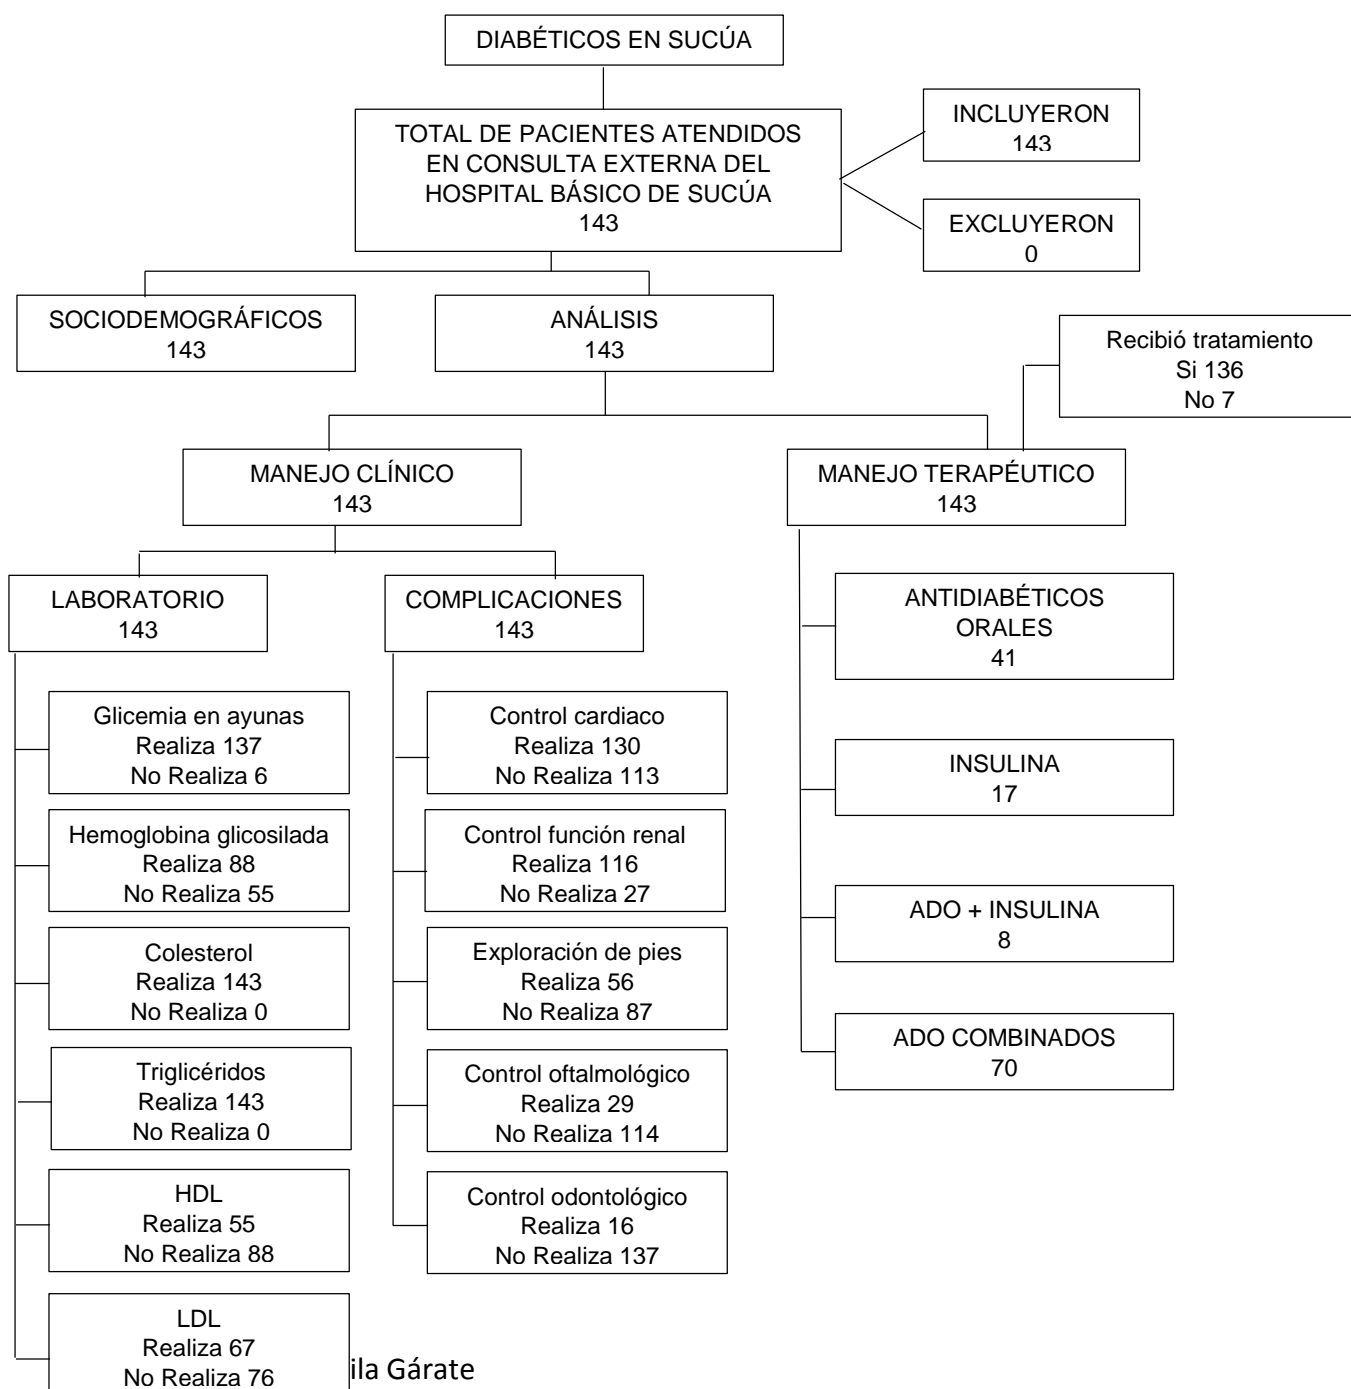 DIABÉTICOS EN SUCÚA
TOTAL DE PACIENTES ATENDIDOS
EN CONSULTA EXTERNA DEL
HOSPITAL BÁSICO DE SUCÚA
143
INCLUYERON
143
EXCLUYERON
0
SOCIODEMOGRÁFICOS
143
ANÁLISIS
143
Recibió tratamiento
Si 136
No 7
MANEJO CLÍNICO
143
MANEJO TERAPÉUTICO
143
LABORATORIO
143
COMPLICACIONES
143
Glicemia en ayunas
Realiza 137
No Realiza 6
Hemoglobina glicosilada
Realiza 88
No Realiza 55
Colesterol
Realiza 143
No Realiza 0
Triglicéridos
Realiza 143
No Realiza 0
HDL
Realiza 55
No Realiza 88
LDL
Realiza 67
No Realiza 76
Control cardiaco
Realiza 130
No Realiza 113
Control función renal
Realiza 116
No Realiza 27
Exploración de pies
Realiza 56
No Realiza 87
Control oftalmológico
Realiza 29
No Realiza 114
Control odontológico
Realiza 16
No Realiza 137
ANTIDIABÉTICOS
ORALES
41
INSULINA
17
ADO + INSULINA
8
ADO COMBINADOS
70
ila Gárate